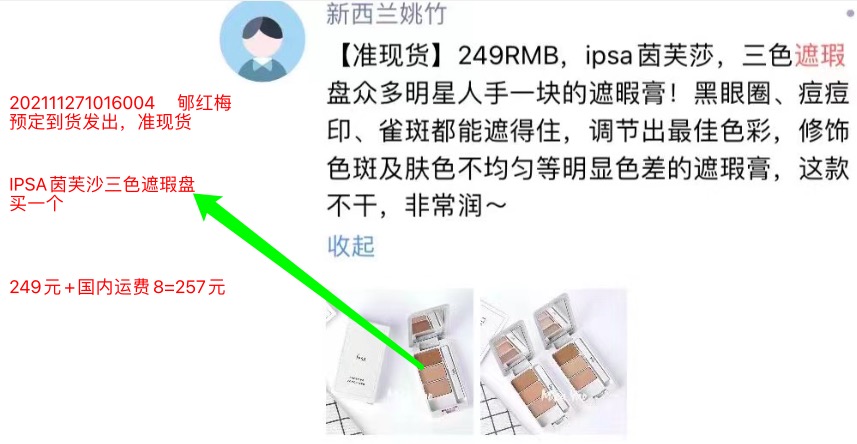 新西兰姚竹
【准现货】249RMB，ipsa茵芙莎，三色遮瑕
盘众多明星人手一块的遮暇膏！黑眼圈、痘痘
印、雀斑都能遮得住，调节出最佳色彩，修饰
色斑及肤色不均匀等明显色差的遮瑕膏，这款
不干，非常润～
收起
202111271016004 郇红梅
预定到货发出，准现货
IPSA茵芙沙三色遮瑕盘
买一个
249元+国内运费8=257元